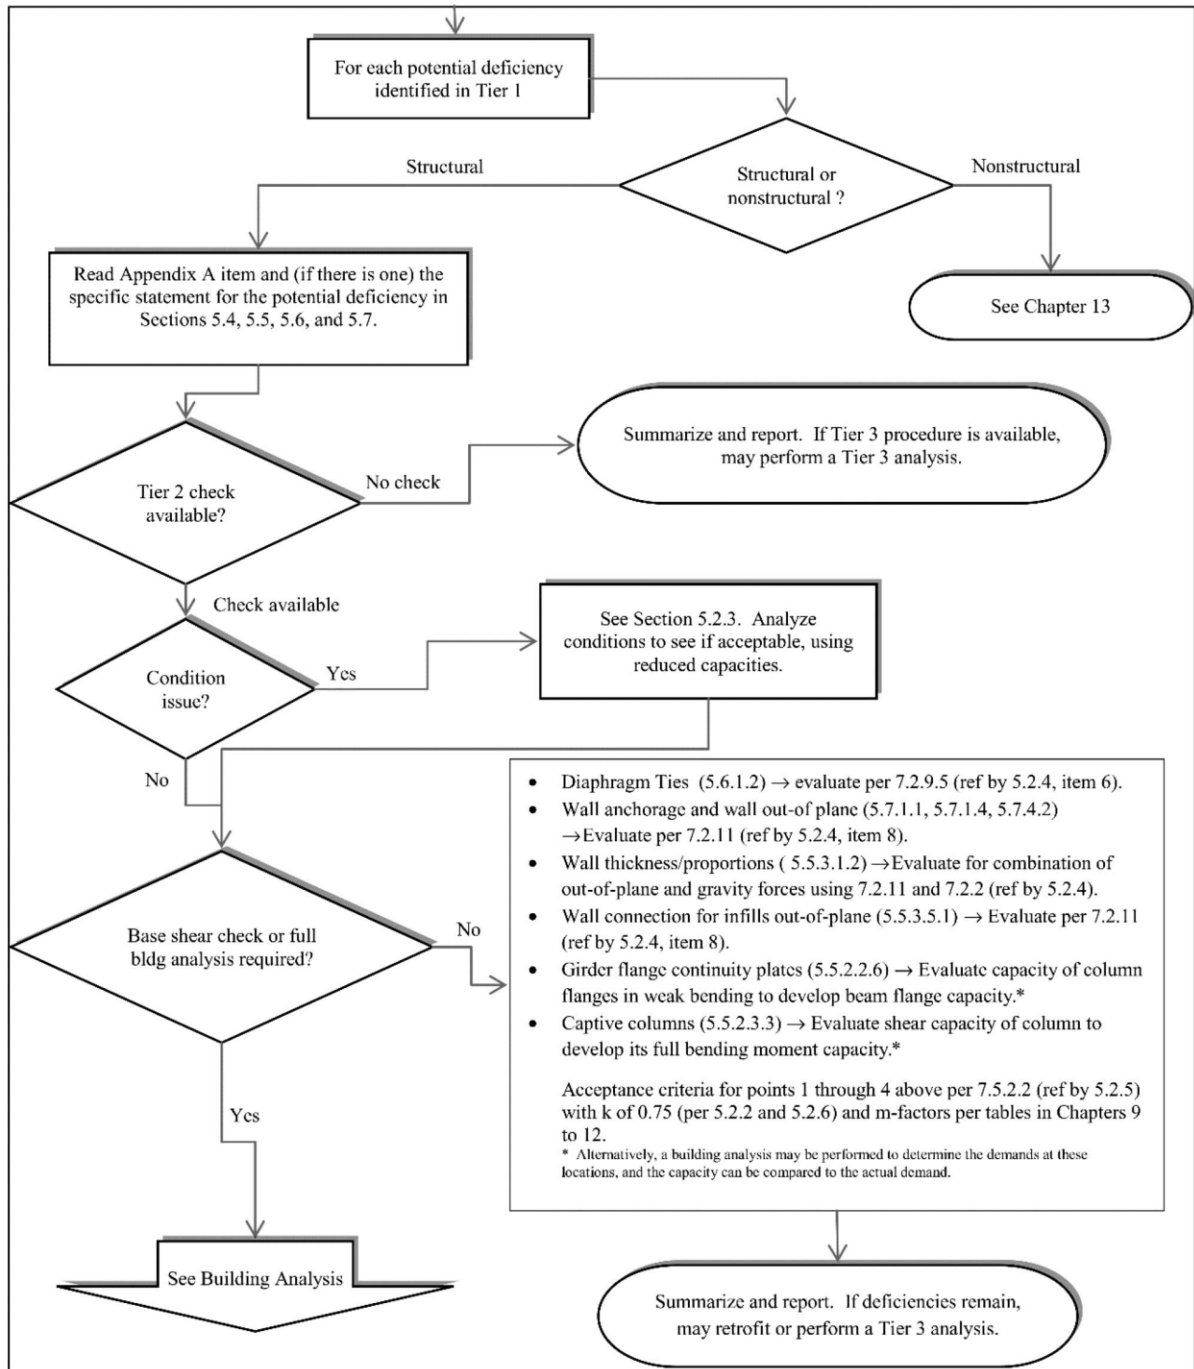 For each potential deficiency
identified in Tier 1
Structural
Structural or
nonstructural ?
Nonstructural
Read Appendix A item and (if there is one) the
specific statement for the potential deficiency in
Sections 5.4, 5.5, 5.6, and 5.7.
See Chapter 13
Summarize and report. If Tier 3 procedure is available,
may perform a Tier 3 analysis.
No check
Tier 2 check
available?
Check available
See Section 5.2.3. Analyze
conditions to see if acceptable, using
reduced capacities.
Yes
Condition
issue?
No
• Diaphragm Ties (5.6.1.2) → evaluate per 7.2.9.5 (ref by 5.2.4, item 6).
• Wall anchorage and wall out-of plane (5.7.1.1, 5.7.1.4, 5.7.4.2)
→Evaluate per 7.2.11 (ref by 5.2.4, item 8).
• Wall thickness/proportions ( 5.5.3.1.2) →Evaluate for combination of
out-of-plane and gravity forces using 7.2.11 and 7.2.2 (ref by 5.2.4).
• Wall connection for infills out-of-plane (5.5.3.5.1) → Evaluate per 7.2.11
(ref by 5.2.4, item 8).
• Girder flange continuity plates (5.5.2.2.6) → Evaluate capacity of column
flanges in weak bending to develop beam flange capacity.*
• Captive columns (5.5.2.3.3) → Evaluate shear capacity of column to
develop its full bending moment capacity.*
Acceptance criteria for points 1 through 4 above per 7.5.2.2 (ref by 5.2.5)
with k of 0.75 (per 5.2.2 and 5.2.6) and m-factors per tables in Chapters 9
to 12.
* Alternatively, a building analysis may be performed to determine the demands at these
locations, and the capacity can be compared to the actual demand.
No
Base shear check or full
bldg analysis required?
Yes
See Building Analysis
Summarize and report. If deficiencies remain,
may retrofit or perform a Tier 3 analysis.